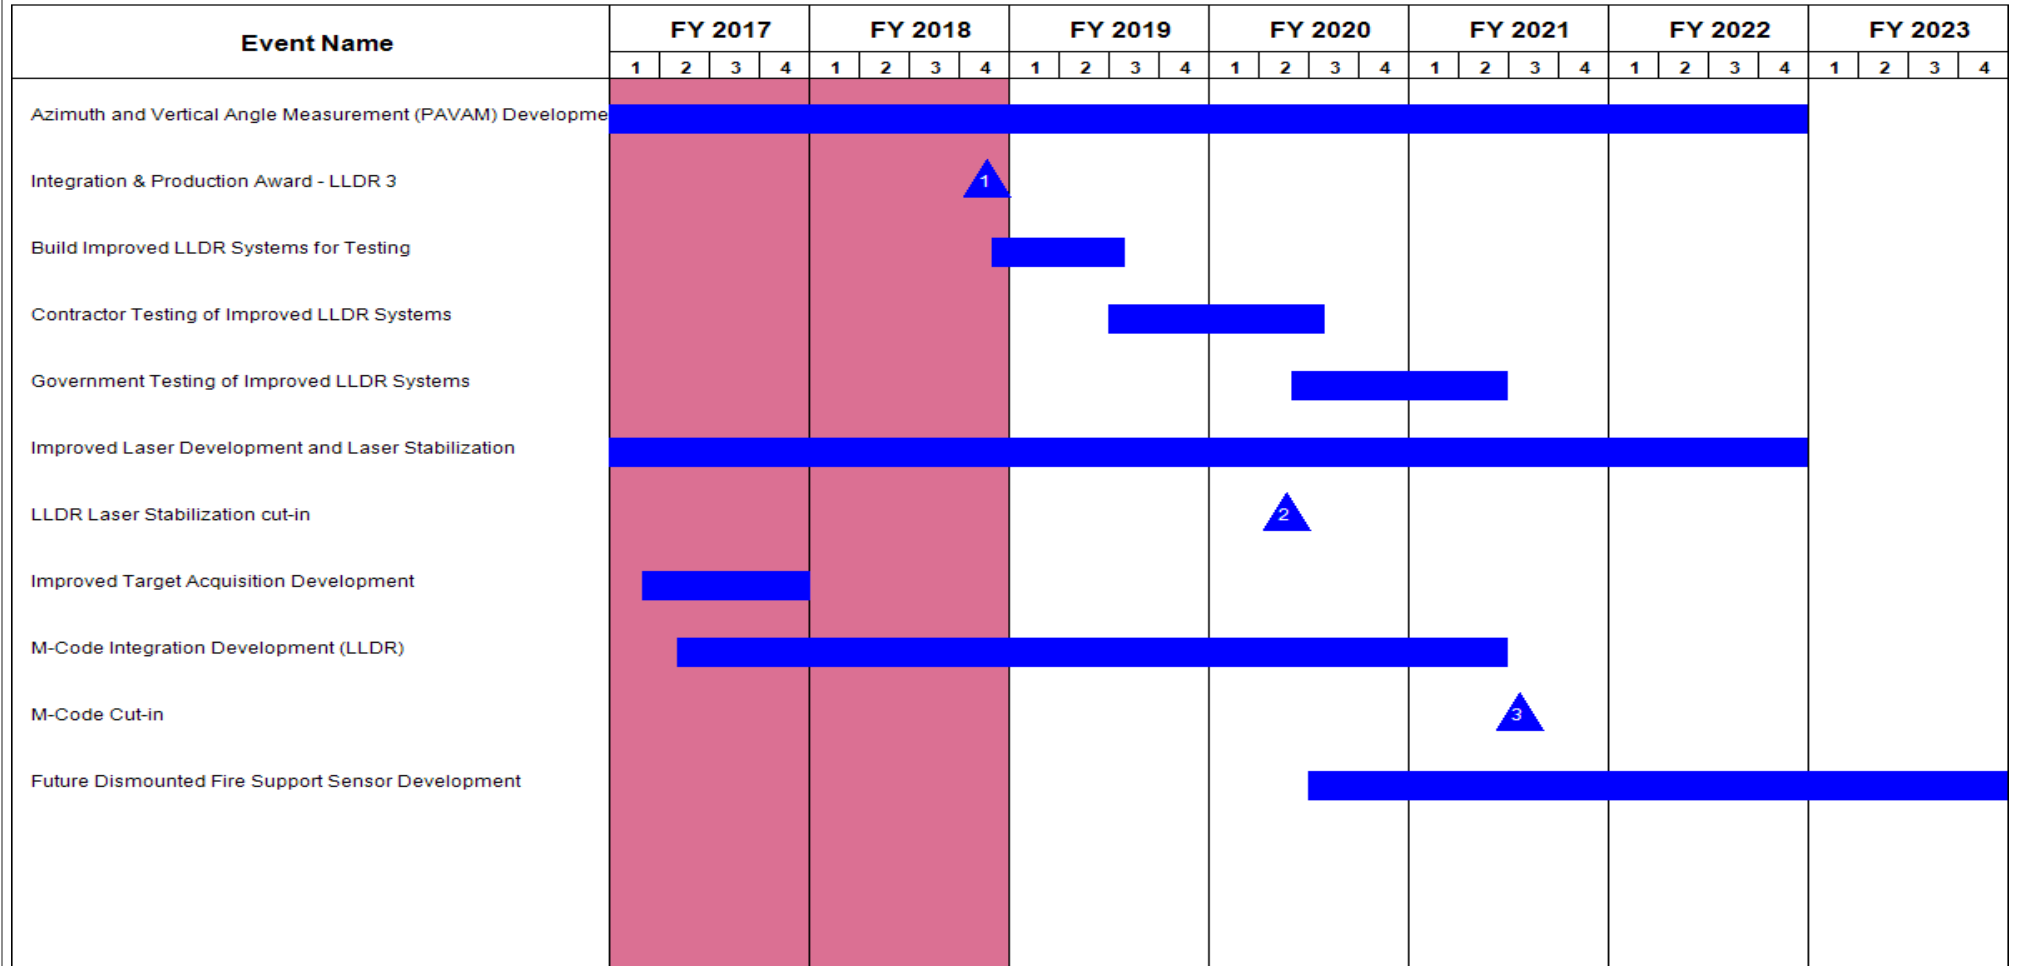 Event Name
FY 2017 FY 2018 FY 2019 FY 2020 FY 2021 FY 2022 FY 2023
1 2 3 4 1 2 3 4 1 2 3 4 1 2 3 4 1 2 3 4 1 2 3 4 1 2 3 4
Azimuth and Vertical Angle Measurement (PAVAM) Developme
Integration & Production Award - LLDR 3
1
Build Improved LLDR Systems for Testing
Contractor Testing of Improved LLDR Systems
Government Testing of Improved LLDR Systems
Improved Laser Development and Laser Stabilization
LLDR Laser Stabilization cut-in
2
Improved Target Acquisition Development
M-Code Integration Development (LLDR)
M-Code Cut-in
3
Future Dismounted Fire Support Sensor Development